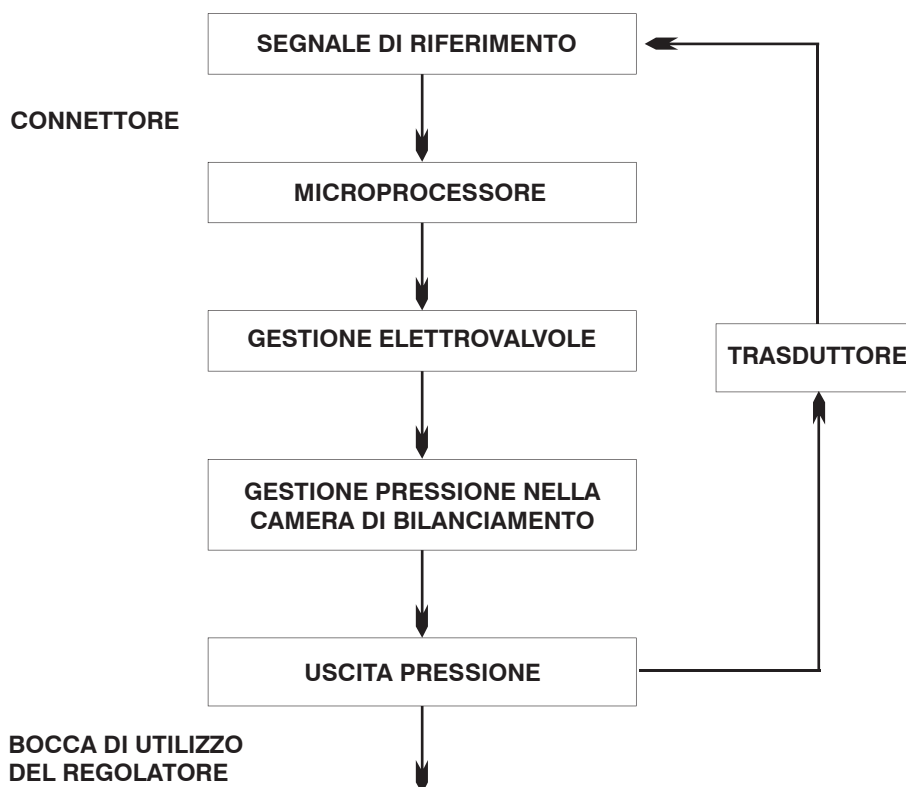 SEGNALE DI RIFERIMENTO
CONNETTORE
MICROPROCESSORE
GESTIONE ELETTROVALVOLE
TRASDUTTORE
GESTIONE PRESSIONE NELLA
CAMERA DI BILANCIAMENTO
USCITA PRESSIONE
BOCCA DI UTILIZZO
DEL REGOLATORE